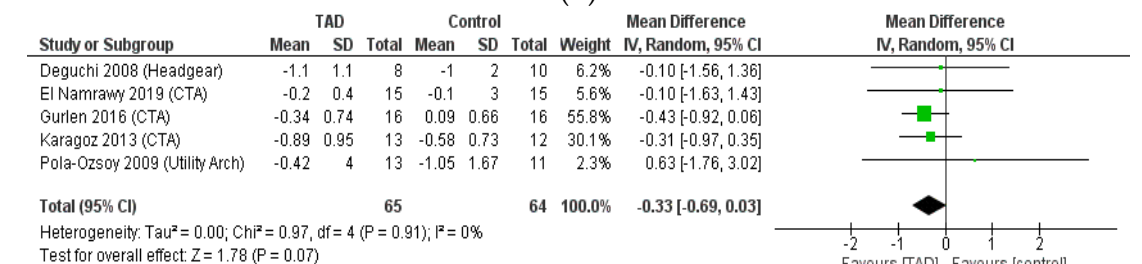 TAD Control Mean Difference Mean Difference
Study or Subgroup Mean SD Total Mean SD Total Weight IV, Random, 95% CI IV, Random, 95% CI
Deguchi 2008 (Headgear) -1.1 1.1 8 -1 2 10 6.2% -0.10 [-1.56, 1.36]
El Namrawy 2019 (CTA) -0.2 0.4 15 -0.1 3 15 5.6% -0.10 [-1.63, 1.43]
Gurlen 2016 (CTA) -0.34 0.74 16 0.09 0.66 16 55.8% -0.43 [-0.92, 0.06]
Karagoz 2013 (CTA) -0.89 0.95 13 -0.58 0.73 12 30.1% -0.31 [-0.97, 0.35]
Pola-Ozsoy 2009 (Utility Arch) -0.42 4 13 -1.05 1.67 11 2.3% 0.63 [-1.76, 3.02]
Total (95% CI) 65 64 100.0% -0.33 [-0.69, 0.03]
Heterogeneity: Tau² = 0.00; Chi² = 0.97, df = 4 (P = 0.91); I² = 0%
Test for overall effect: Z = 1.78 (P = 0.07)
-2 -1 0 1 2
Favours [TAD] Favours [control]